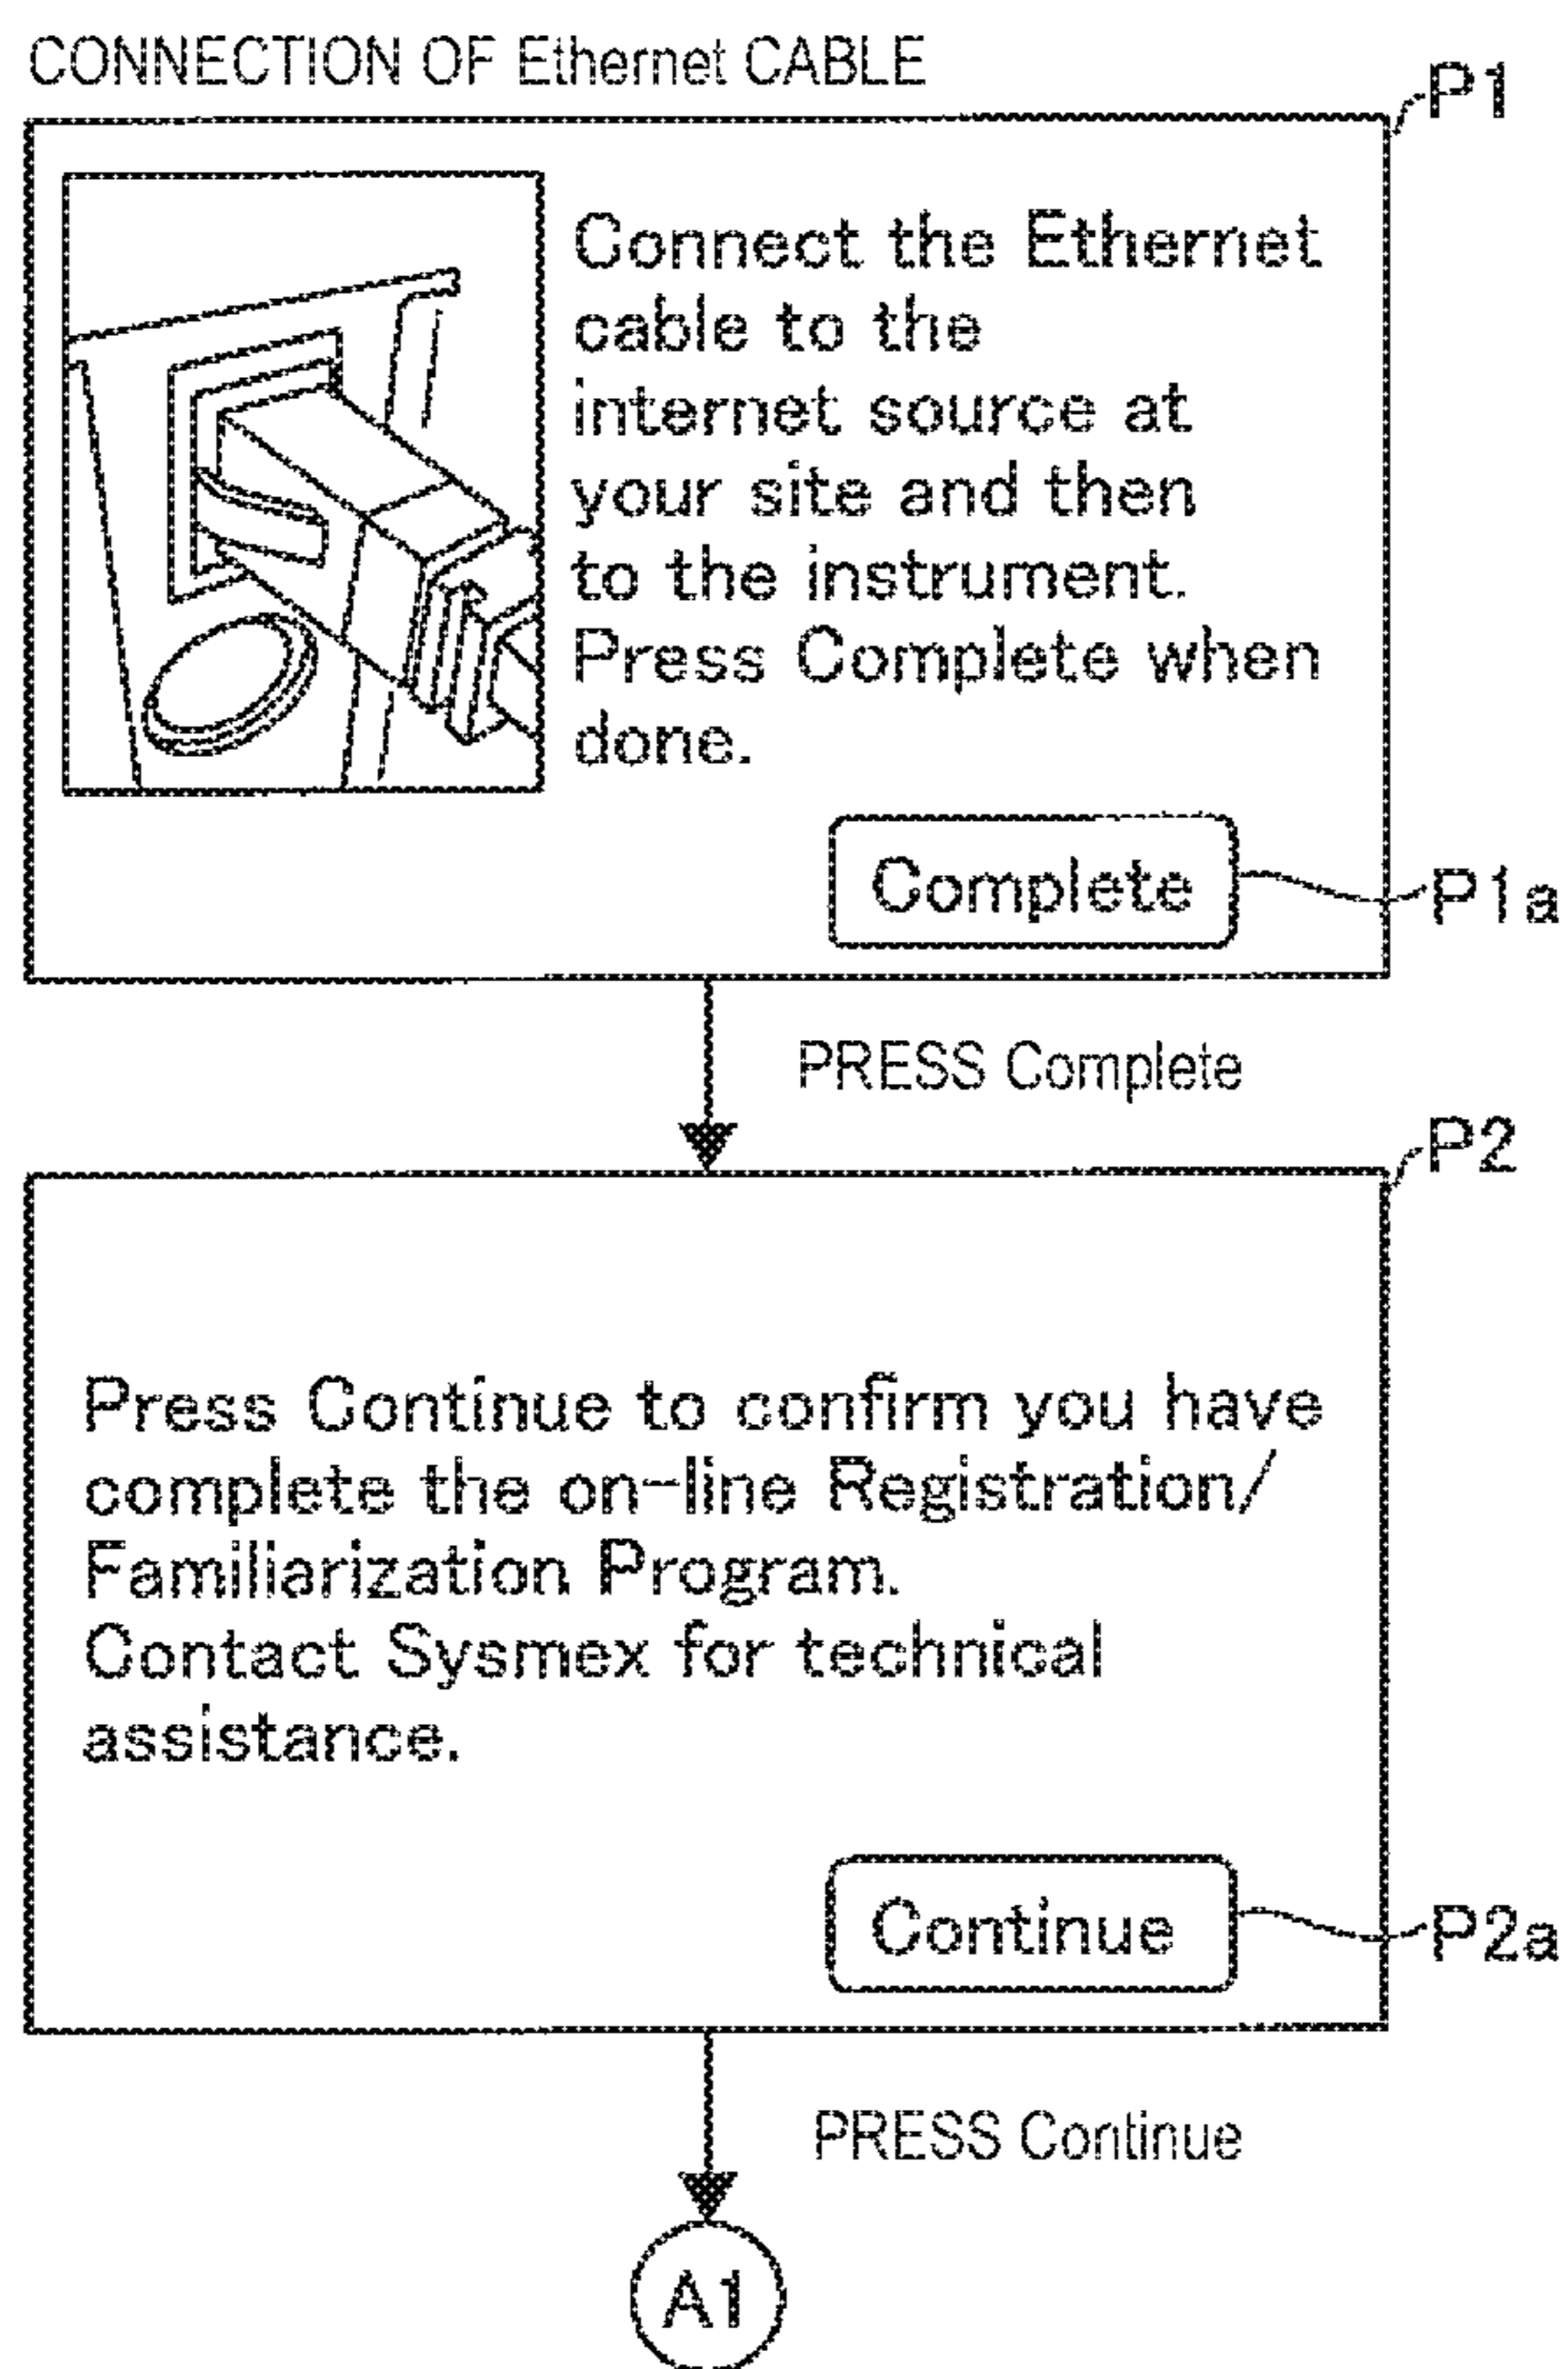 CONNECTION OF Ethernet CABLE
P1
Connect the Ethernet
cable to the
internet source at
your site and then
to the instrument.
Press Complete when
done.
Complete
P1a
PRESS Complete
P2
Press Continue to confirm you have
complete the on-line Registration/
Familiarization Program.
Contact Sysmex for technical
assistance.
Continue
P2a
PRESS Continue
A1